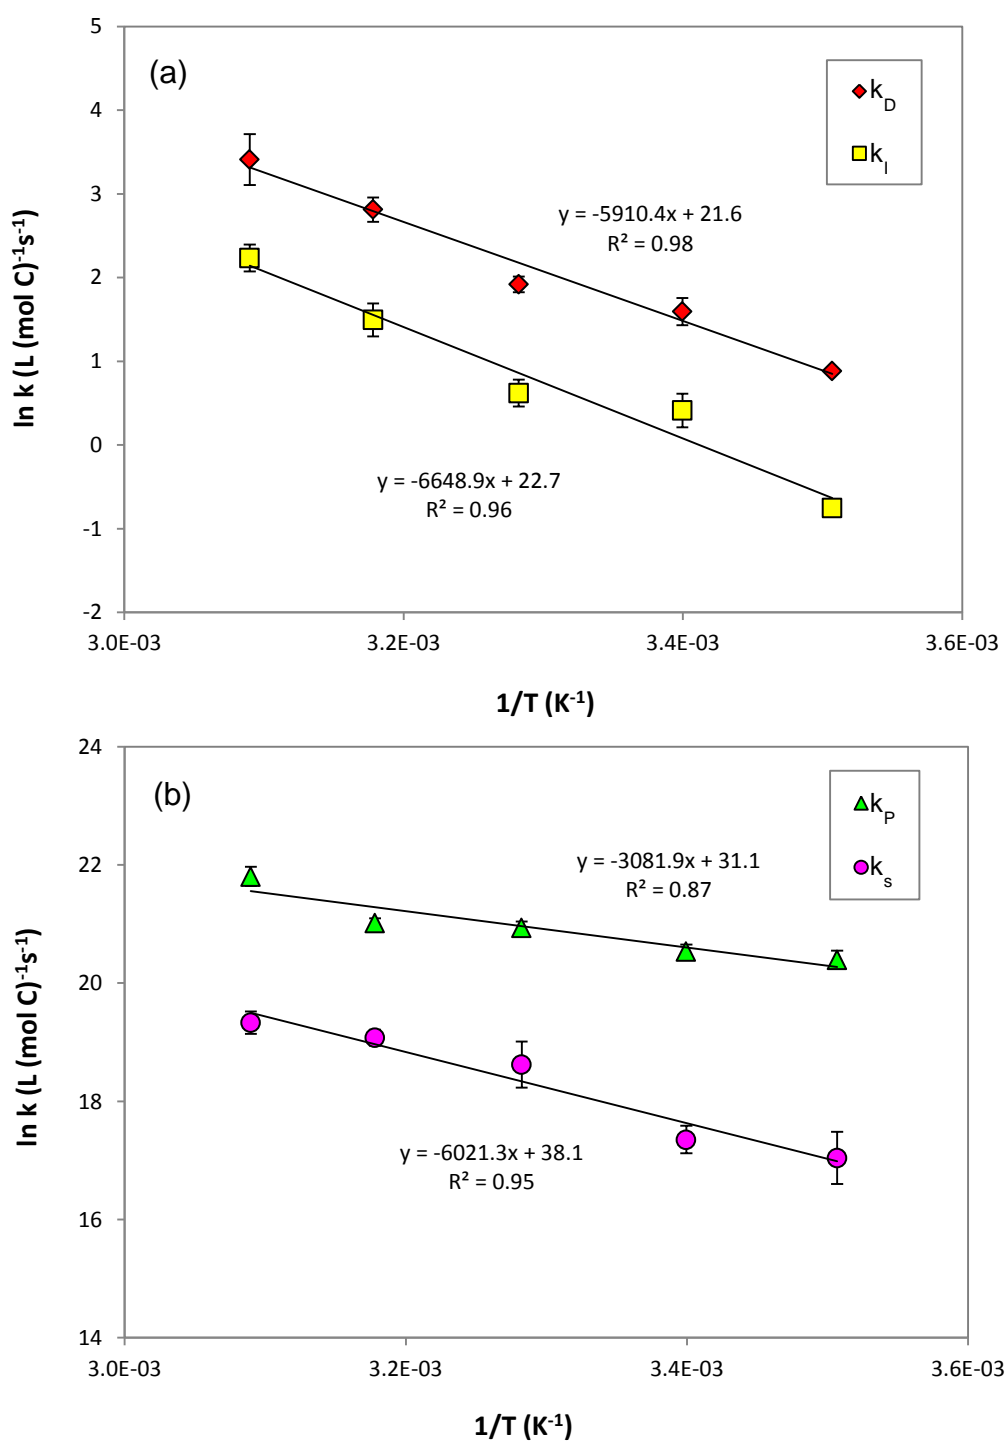 5
(a)
k_D
4
k_I
3
y = -5910.4x + 21.6
R² = 0.98
2
1
0
y = -6648.9x + 22.7
R² = 0.96
-1
-2
3.0E-03 3.2E-03 3.4E-03 3.6E-03
ln k (L (mol C)⁻¹s⁻¹)
1/T (K⁻¹)
24
(b)
k_P
22
y = -3081.9x + 31.1
R² = 0.87
k_s
20
18
y = -6021.3x + 38.1
R² = 0.95
16
14
3.0E-03 3.2E-03 3.4E-03 3.6E-03
ln k (L (mol C)⁻¹s⁻¹)
1/T (K⁻¹)